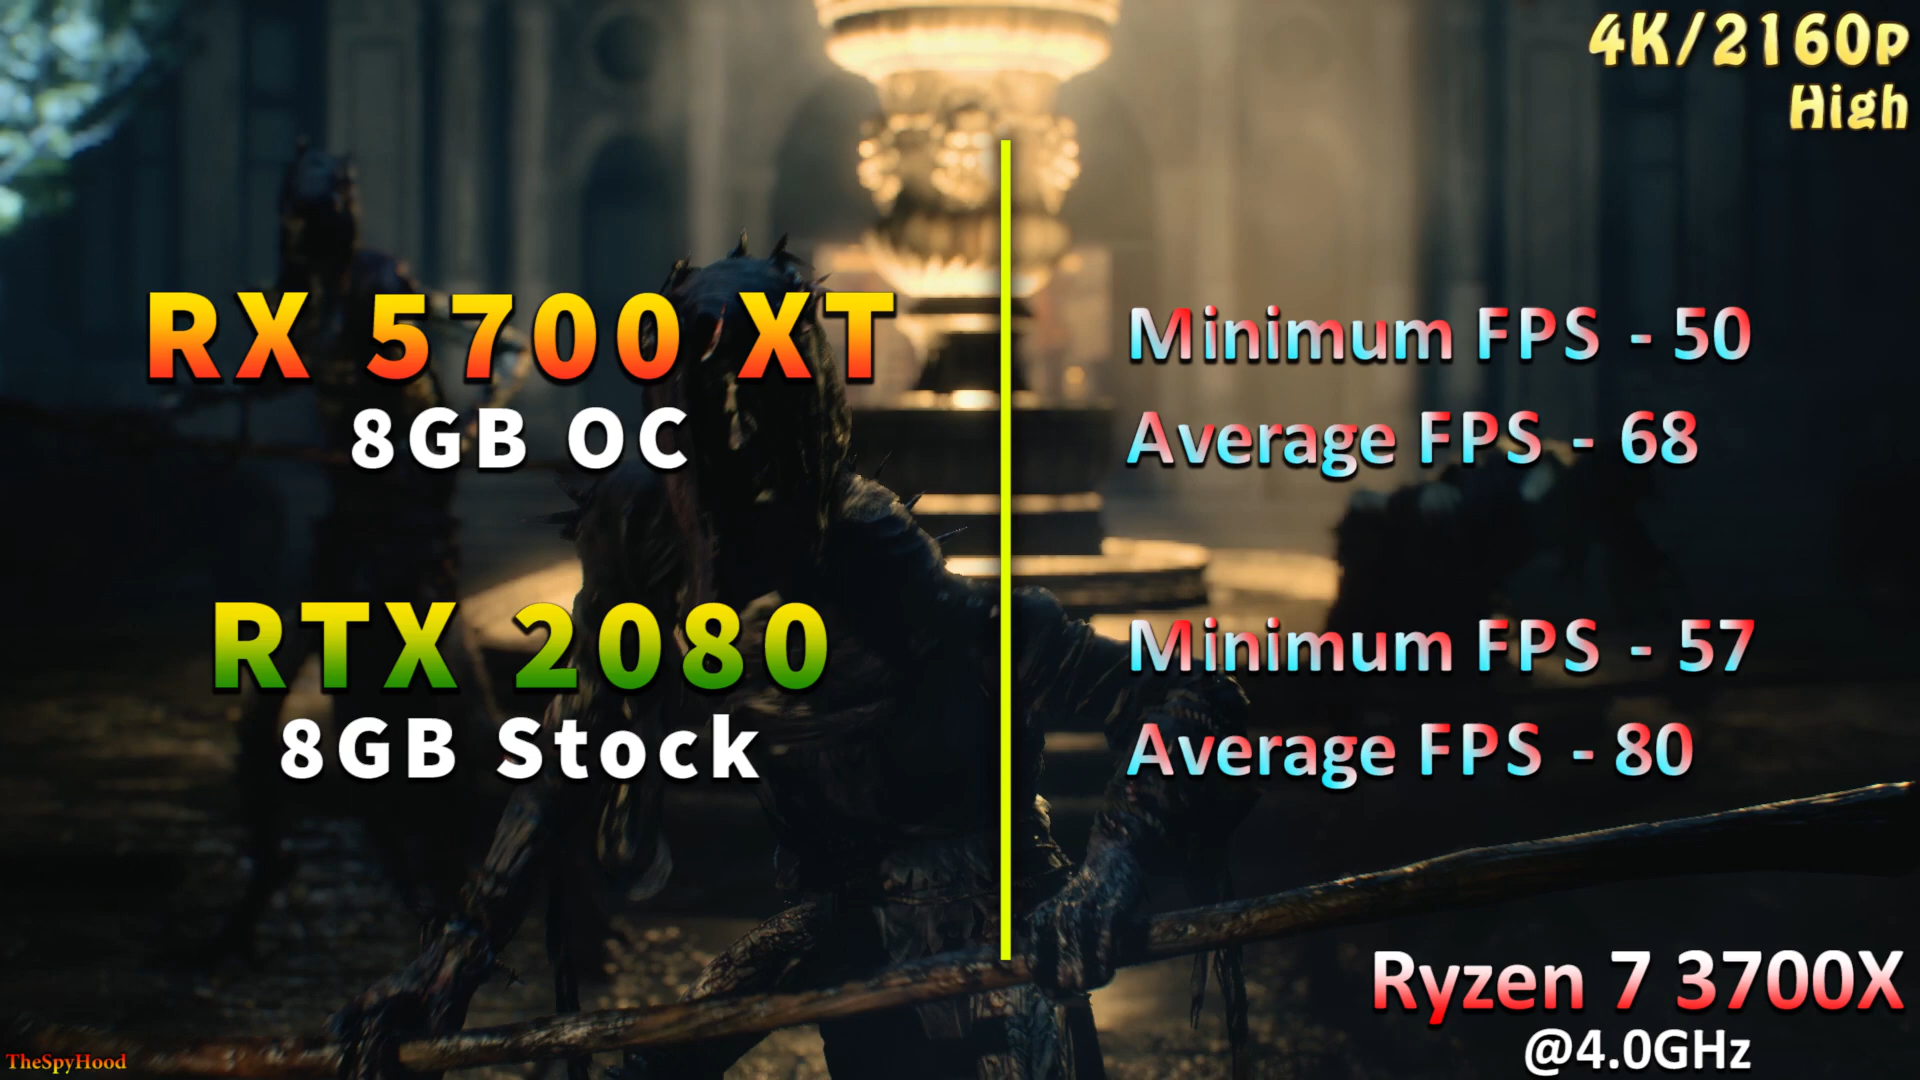 4K/2160p
High
RX 5700 XT
8GB OC
Minimum FPS - 50
Average FPS - 68
RTX 2080
8GB Stock
Minimum FPS - 57
Average FPS - 80
Ryzen 7 3700X
@4.0GHz
TheSpyHood